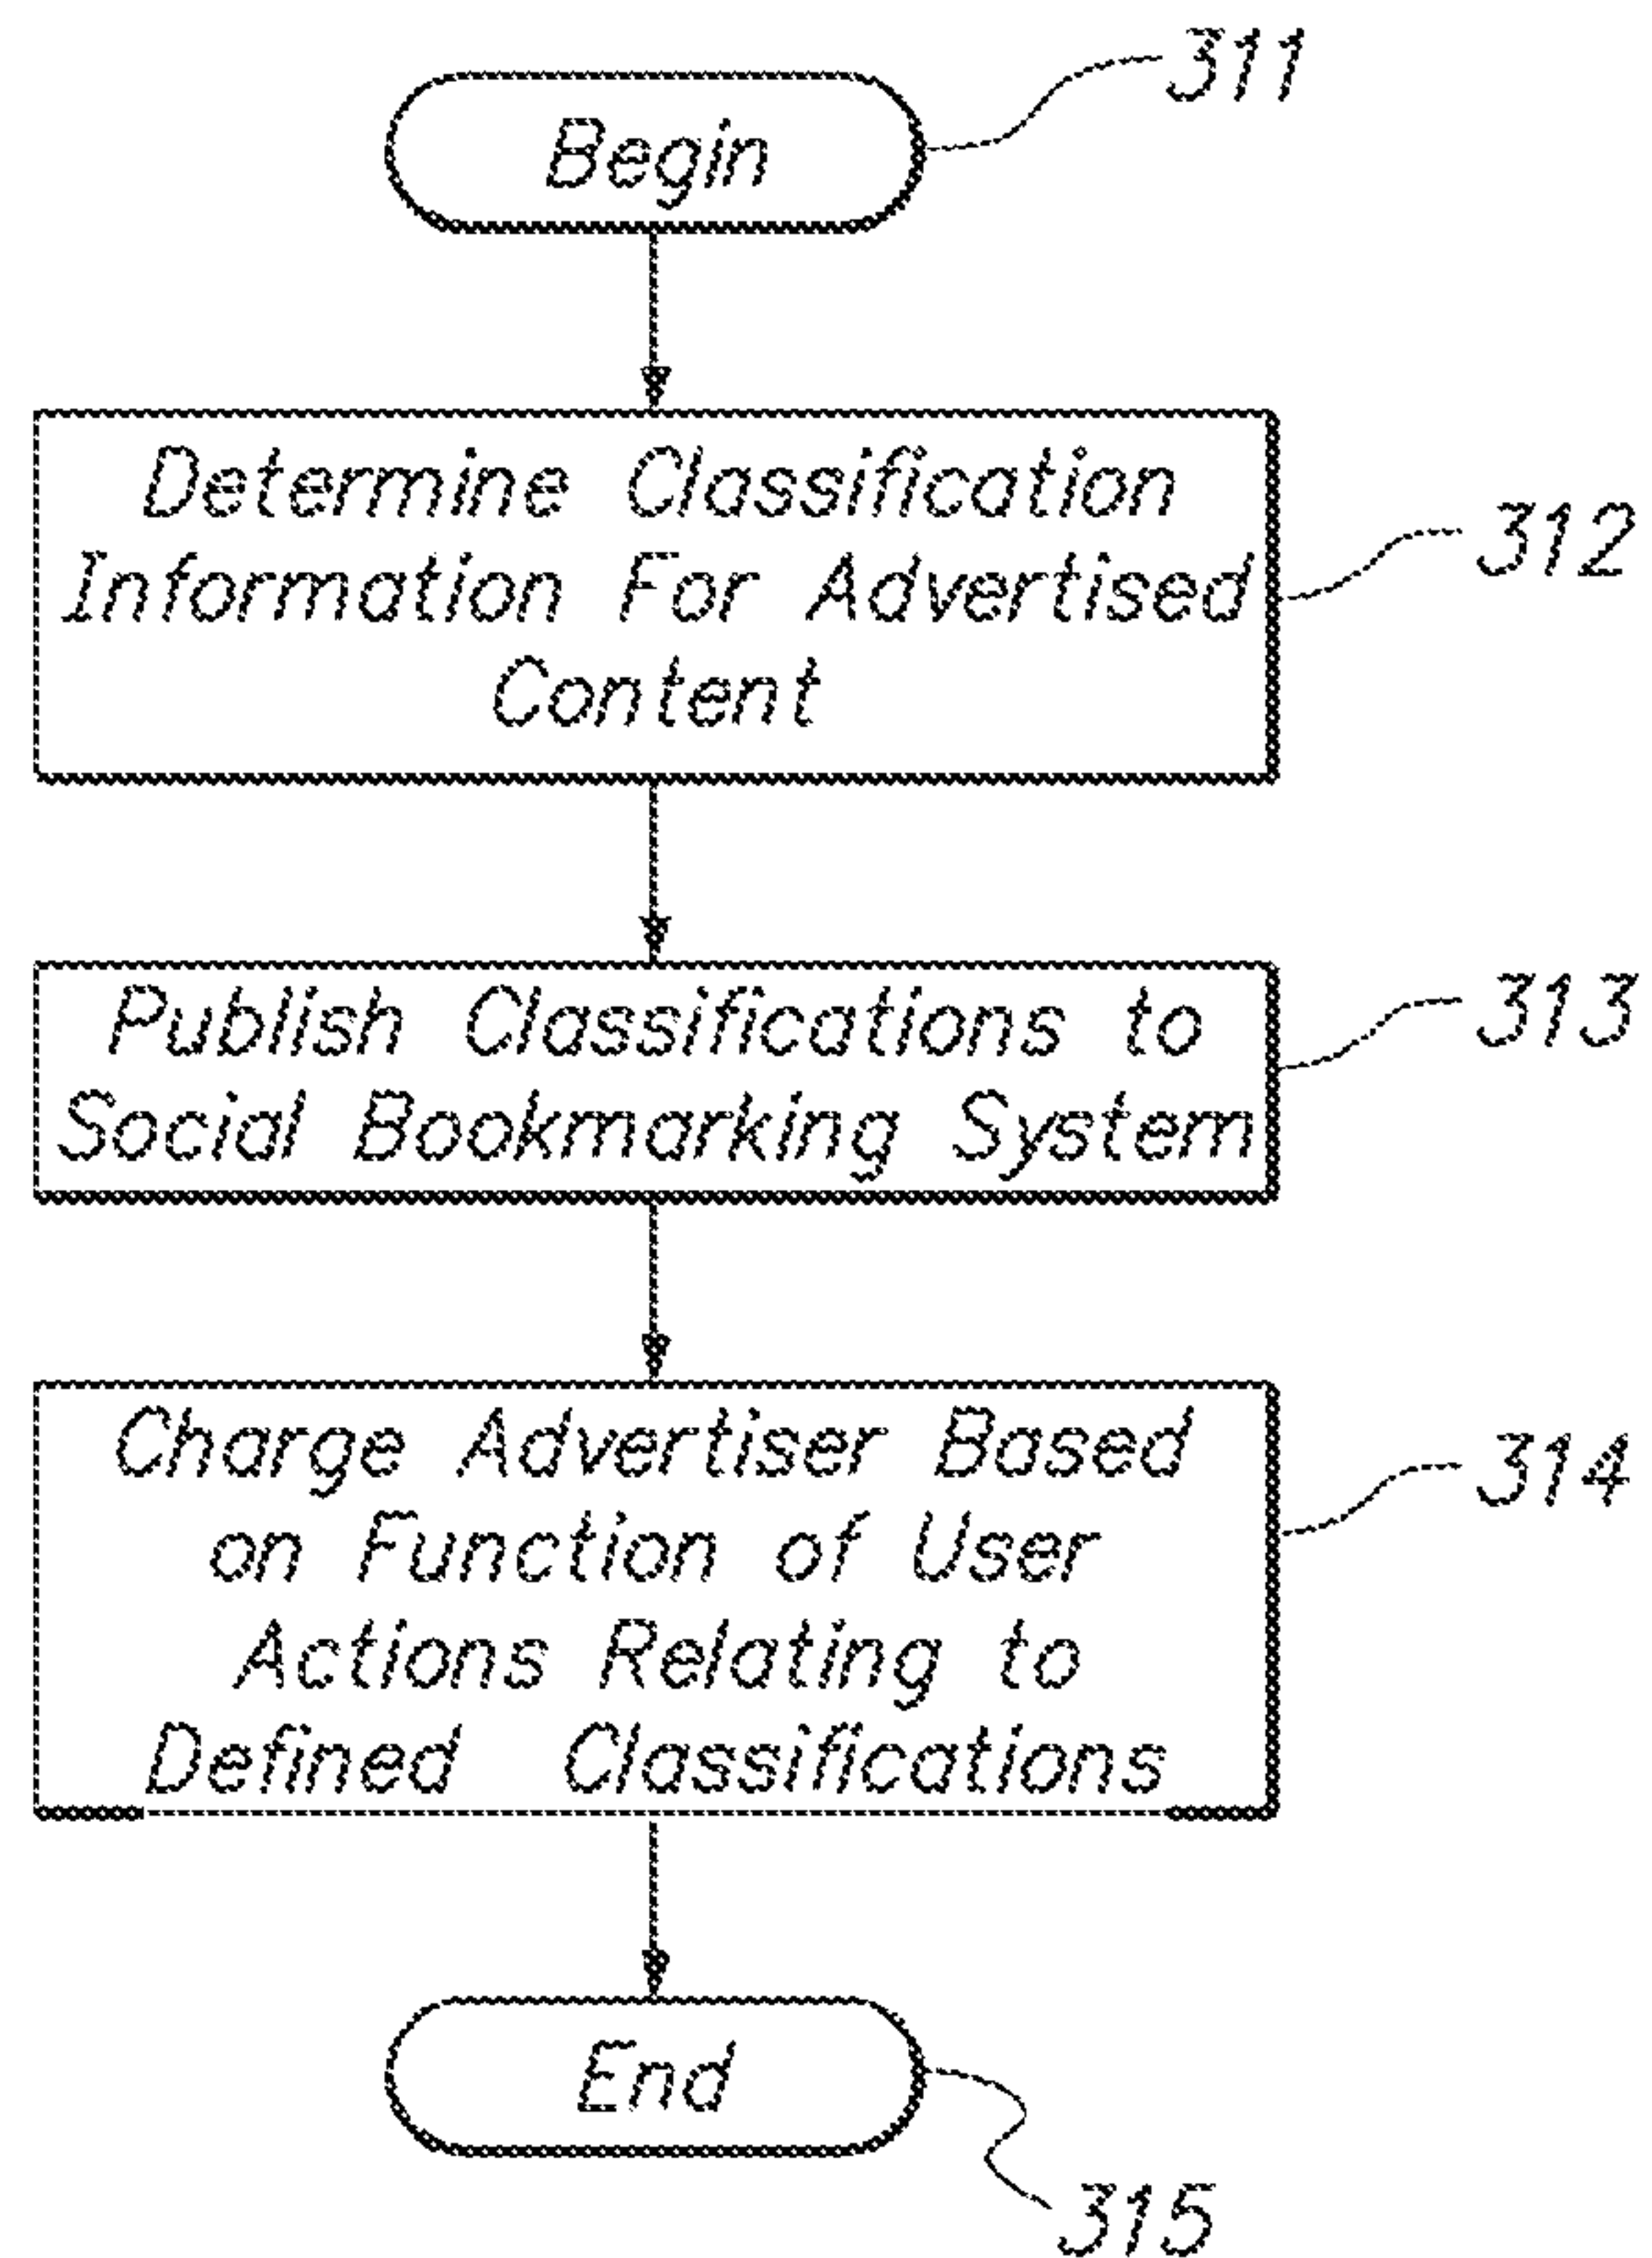 311
Begin
Determine Classification
Information For Advertised
Content
312
Publish Classifications to
Social Bookmarking System
313
Charge Advertiser Based
on Function of User
Actions Relating to
Defined Classifications
314
End
315